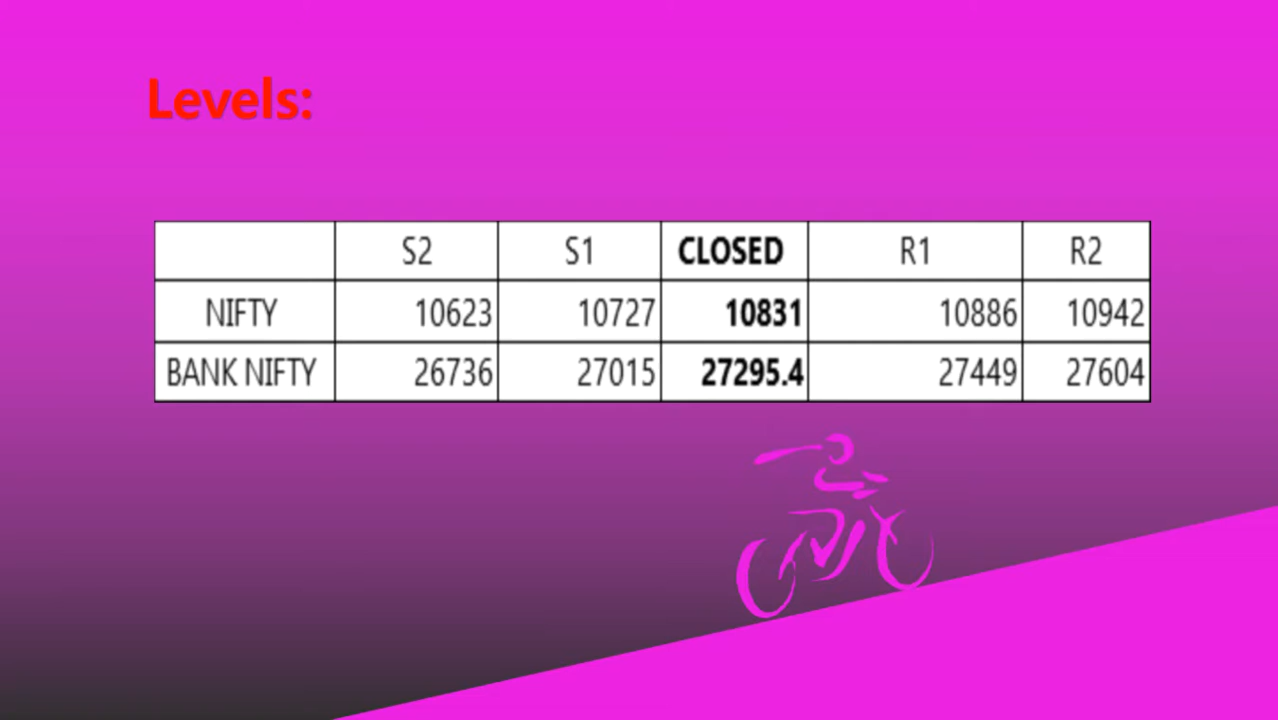 Levels:
S2 S1 CLOSED R1 R2
NIFTY 10623 10727 10831 10886 10942
BANK NIFTY 26736 27015 27295.4 27449 27604